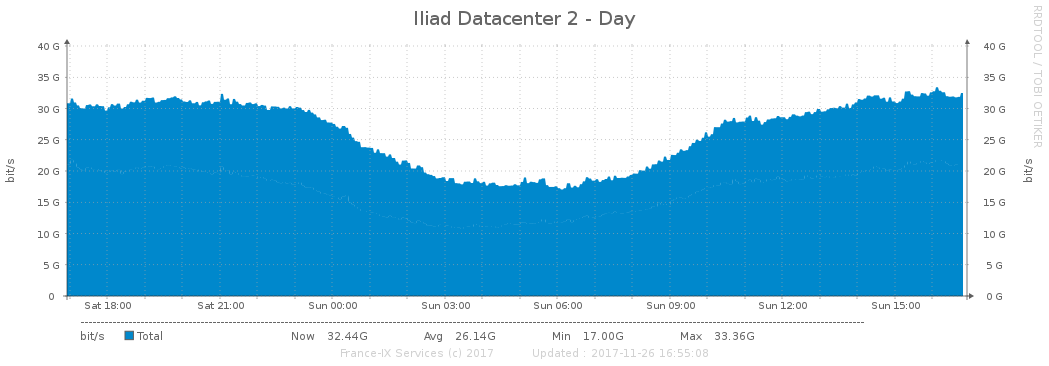 Iliad Datacenter 2 - Day
RRDTOOL / TOBI OETIKER
40 G 40 G
35 G 35 G
30 G 30 G
25 G 25 G
20 G 20 G
15 G 15 G
10 G 10 G
5 G 5 G
0 0 G
bit/s bit/s
Sat 18:00 Sat 21:00 Sun 00:00 Sun 03:00 Sun 06:00 Sun 09:00 Sun 12:00 Sun 15:00
bit/s Total Now 32.44G Avg 26.14G Min 17.00G Max 33.36G
France-IX Services (c) 2017 Updated : 2017-11-26 16:55:08